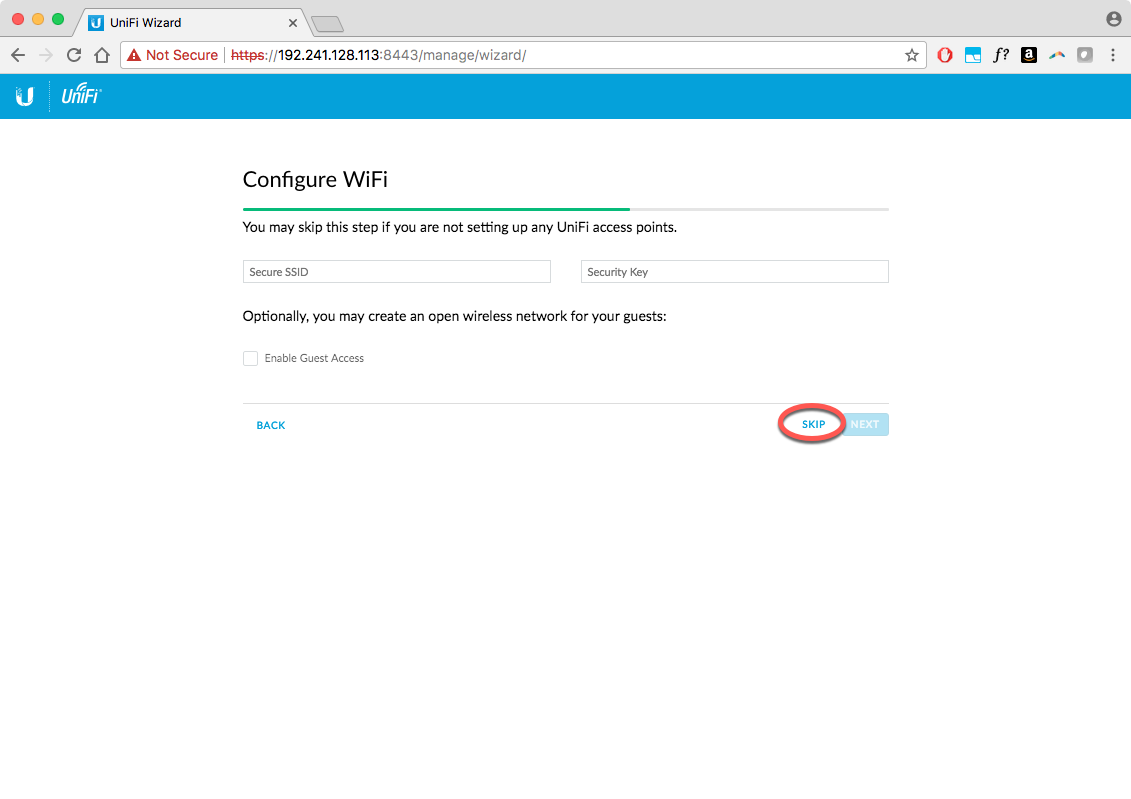 UniFi Wizard
Not Secure https://192.241.128.113:8443/manage/wizard/ f? a
U UniFi
Configure WiFi
You may skip this step if you are not setting up any UniFi access points.
Secure SSID Security Key
Optionally, you may create an open wireless network for your guests:
Enable Guest Access
BACK SKIP NEXT